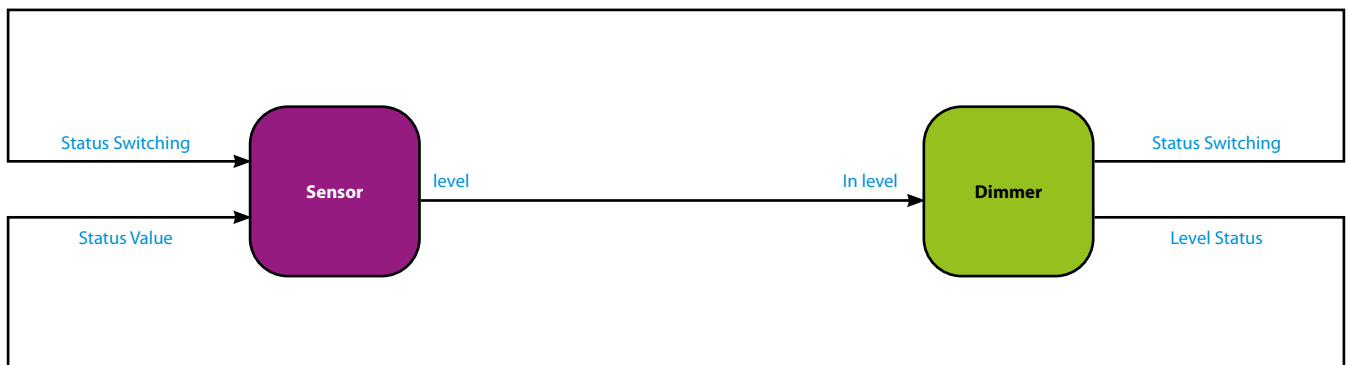 Status Switching
Status Switching
level
In level
Sensor
Dimmer
Status Value
Level Status